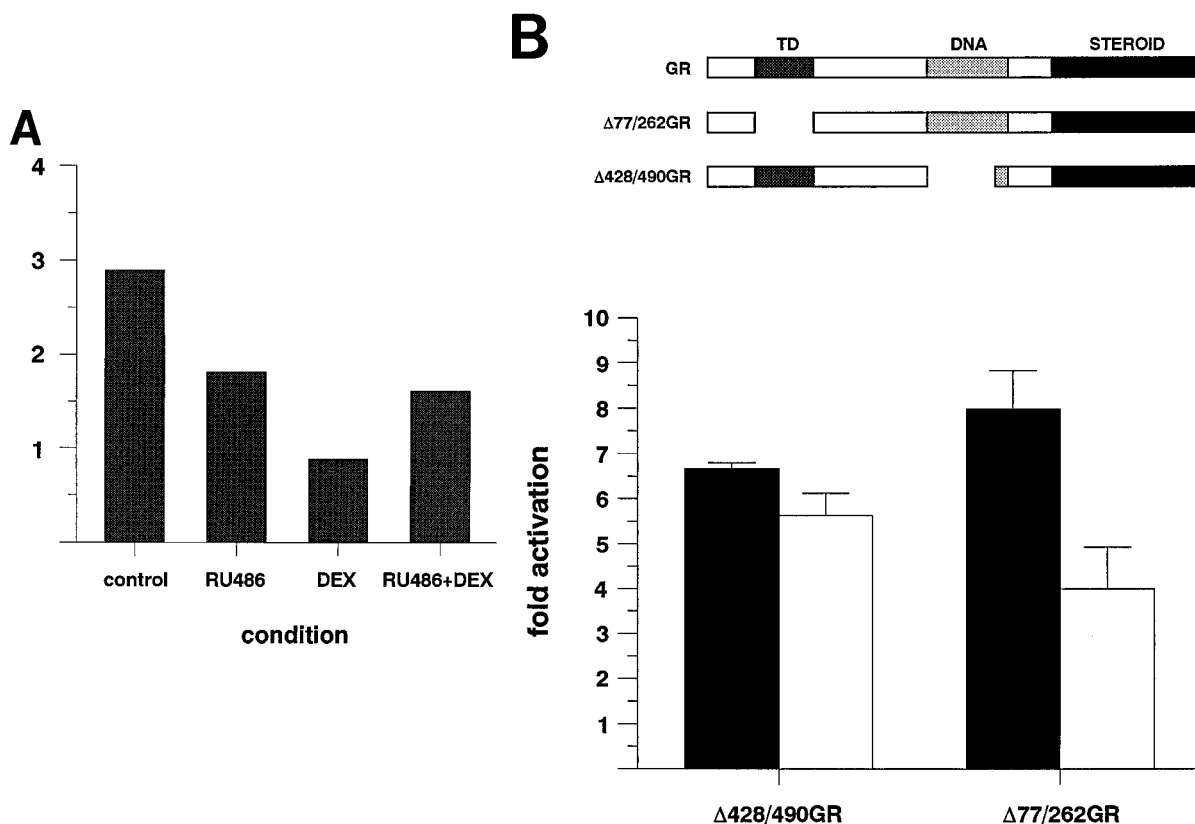 A
4
3
2
1
control RU486 DEX RU486+DEX
condition
B
TD DNA STEROID
GR
Δ77/262GR
Δ428/490GR
fold activation
10
9
8
7
6
5
4
3
2
1
Δ428/490GR Δ77/262GR